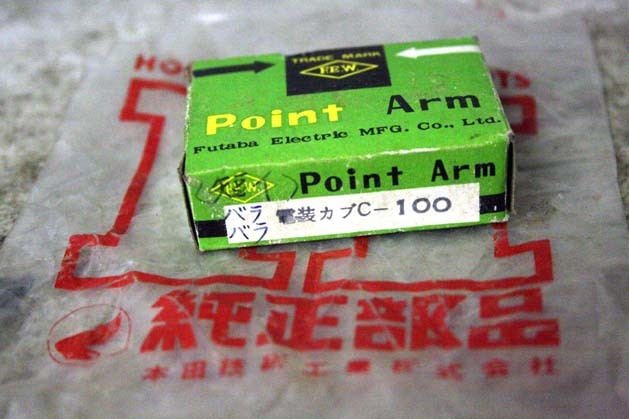 TRADE MARK
FEW
Point Arm
Futaba Electric MFG. Co., Ltd.
FEW Point Arm
バラ 電装カブC-100
バラ
純正部品
本田技研工業株式会社